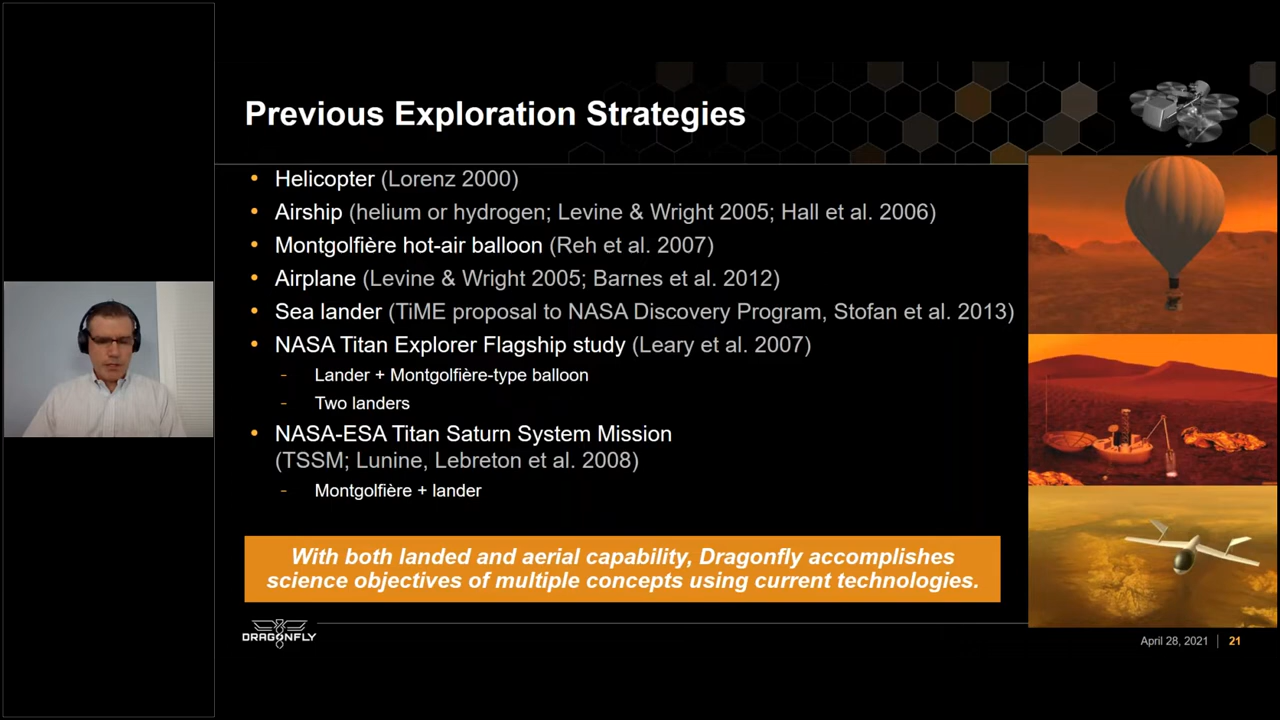 Previous Exploration Strategies
• Helicopter (Lorenz 2000)
• Airship (helium or hydrogen; Levine & Wright 2005; Hall et al. 2006)
• Montgolfière hot-air balloon (Reh et al. 2007)
• Airplane (Levine & Wright 2005; Barnes et al. 2012)
• Sea lander (TiME proposal to NASA Discovery Program, Stofan et al. 2013)
• NASA Titan Explorer Flagship study (Leary et al. 2007)
- Lander + Montgolfière-type balloon
- Two landers
• NASA-ESA Titan Saturn System Mission
(TSSM; Lunine, Lebreton et al. 2008)
- Montgolfière + lander
With both landed and aerial capability, Dragonfly accomplishes
science objectives of multiple concepts using current technologies.
DRAGONFLY
April 28, 2021 | 21